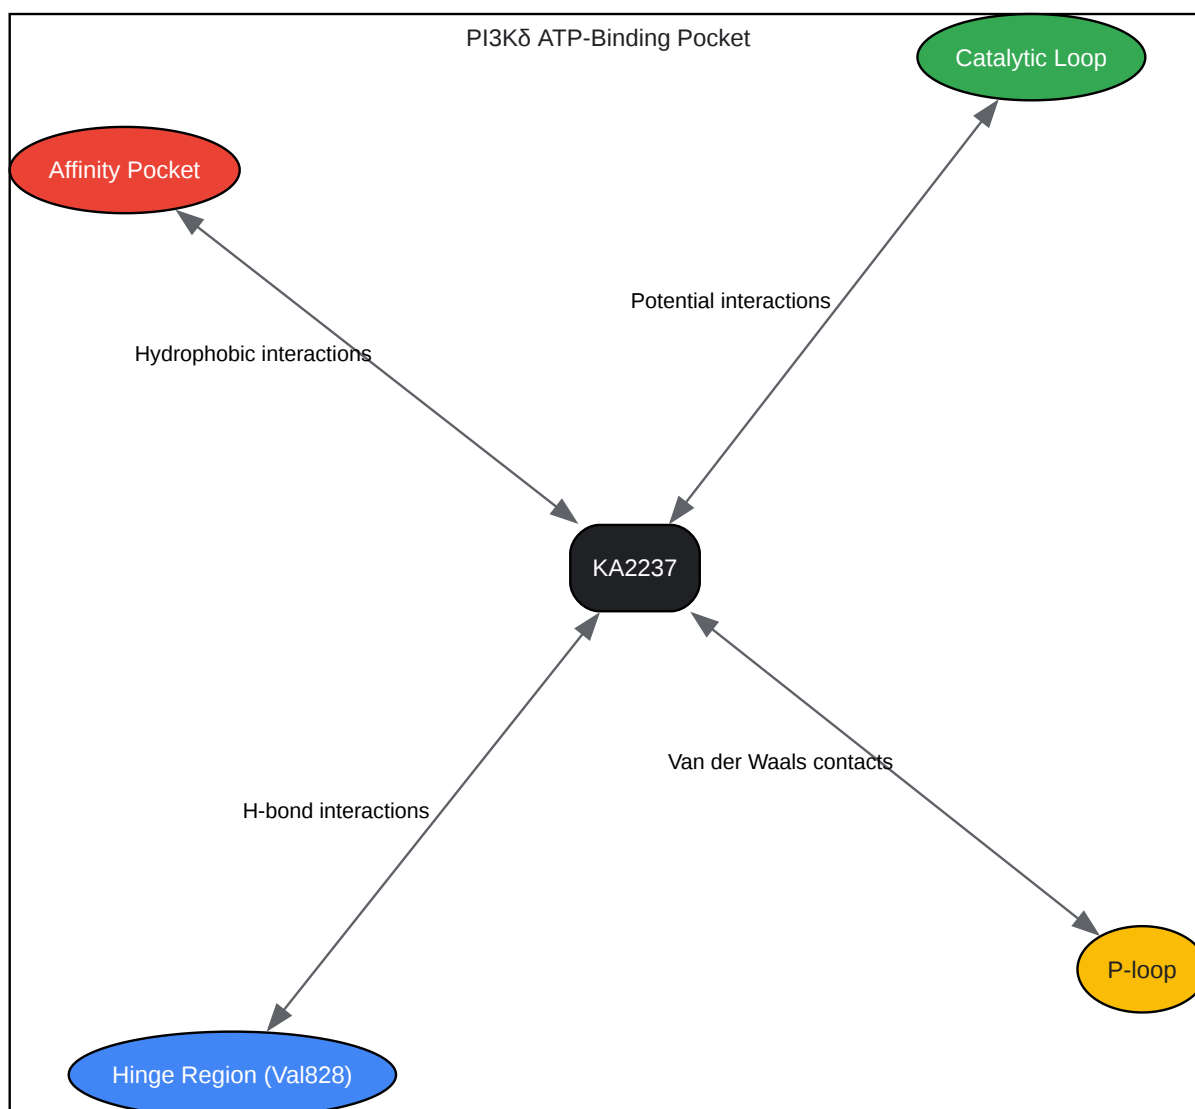 PI3Kδ ATP-Binding Pocket
Catalytic Loop
Affinity Pocket
Potential interactions
Hydrophobic interactions
KA2237
Van der Waals contacts
H-bond interactions
P-loop
Hinge Region (Val828)